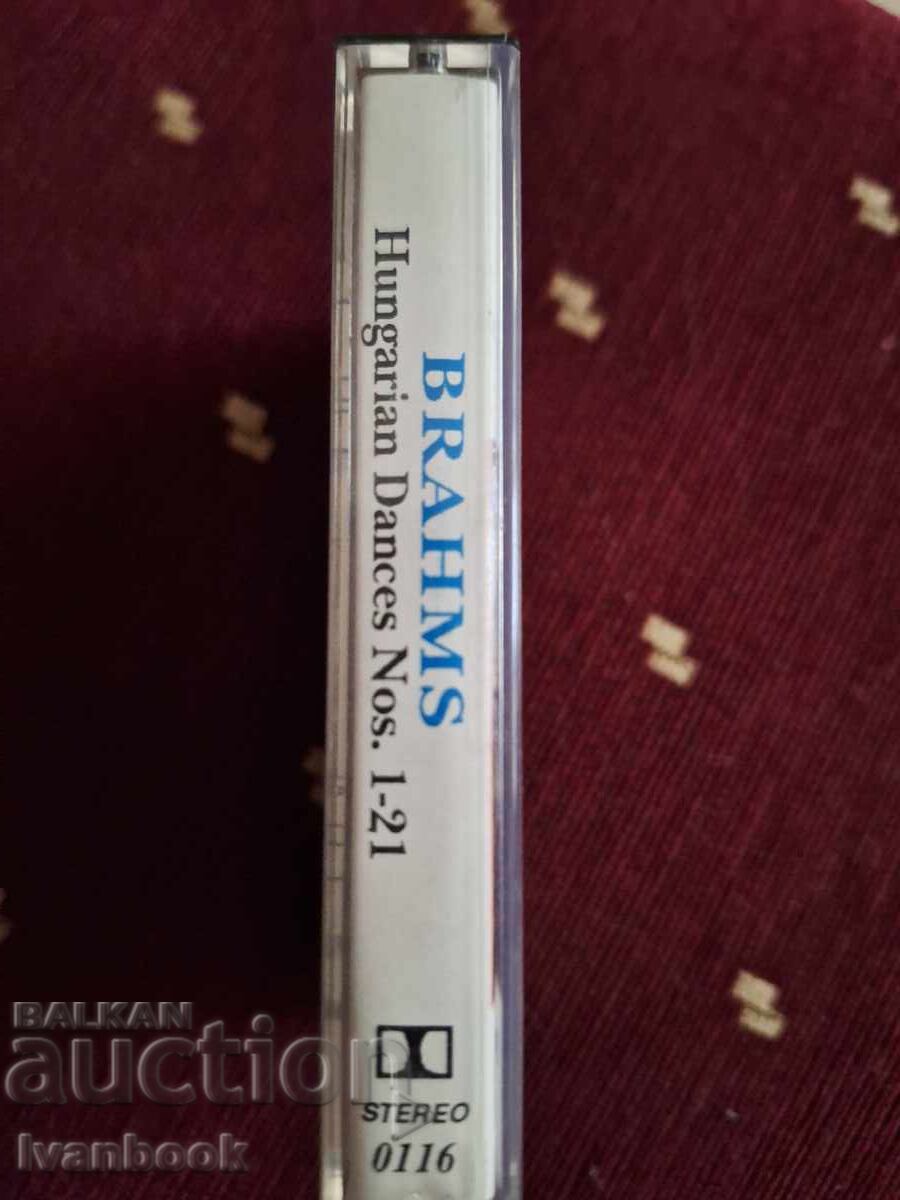 BRAHMS
Hungarian Dances Nos. 1-21
STEREO
0116
BALKAN
auction
Ivanbook